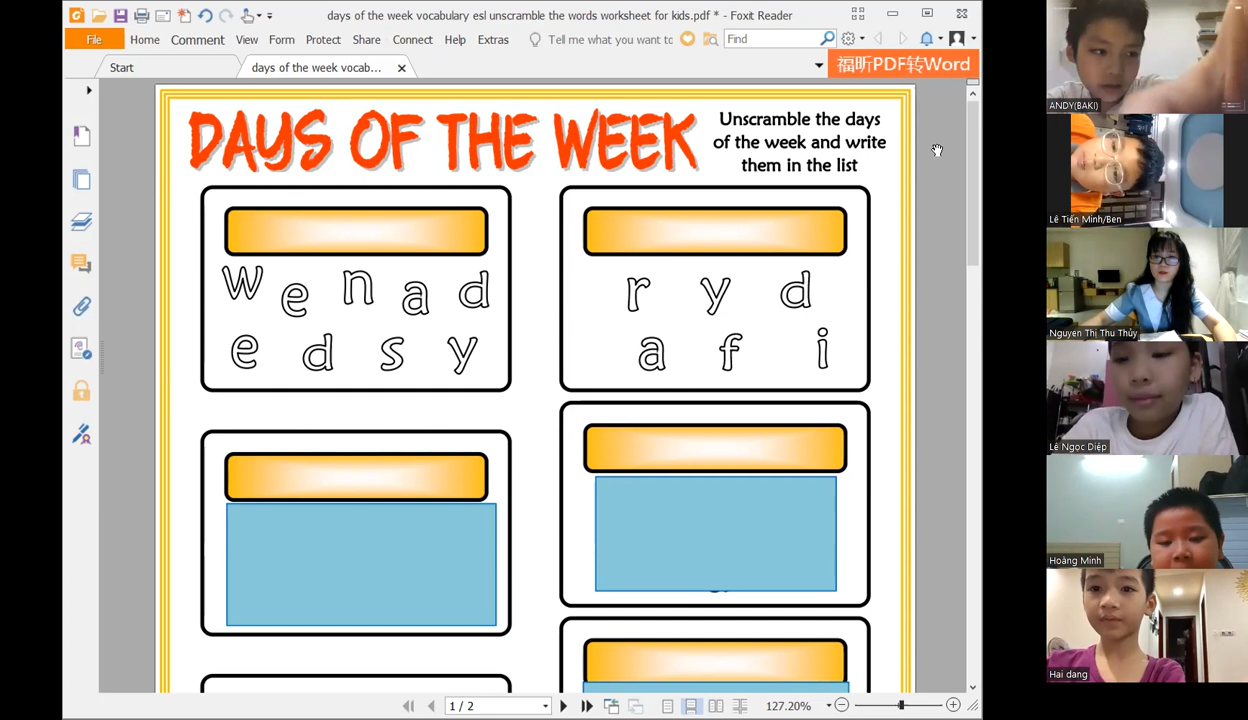 days of the week vocabulary esl unscramble the words worksheet for kids.pdf * - Foxit Reader
File Home Comment View Form Protect Share Connect Help Extras Tell me what you want to Find
Start days of the week vocab...
福昕PDF转Word
DAYS OF THE WEEK
Unscramble the days
of the week and write
them in the list
w e n a d
e d s y
r y d
a f i
1 / 2
127.20%
ANDY(BAKI)
Lê Tiến Minh/Ben
Nguyen Thị Thu Thủy
Lê Ngọc Diệp
Hoàng Minh
Hai dang